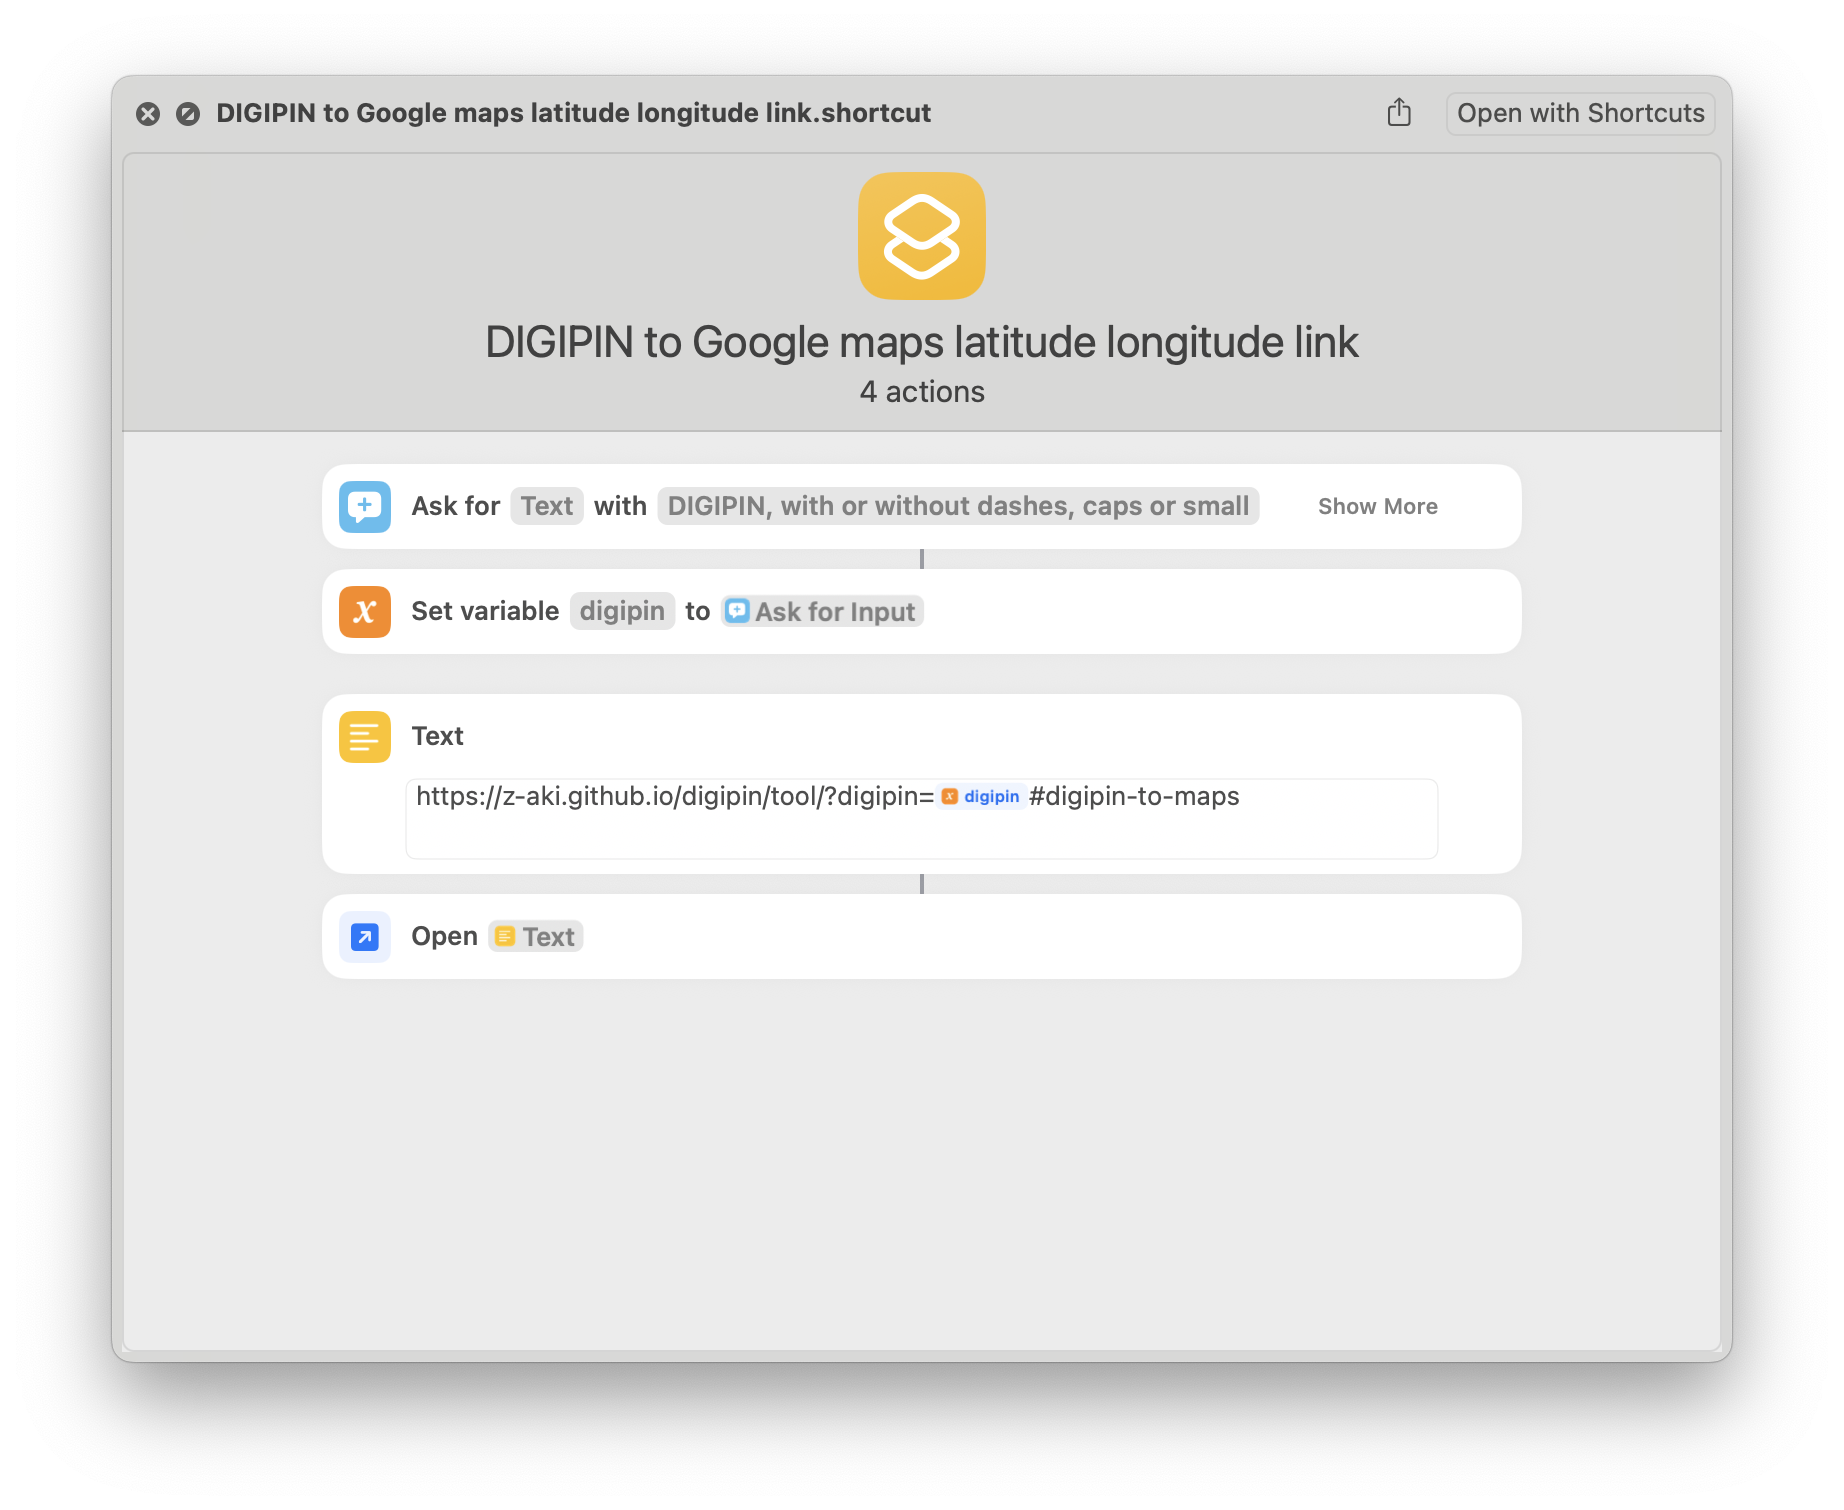 DIGIPIN to Google maps latitude longitude link.shortcut
Open with Shortcuts
DIGIPIN to Google maps latitude longitude link
4 actions
Ask for Text with DIGIPIN, with or without dashes, caps or small Show More
Set variable digipin to Ask for Input
Text
https://z-aki.github.io/digipin/tool/?digipin= digipin #digipin-to-maps
Open Text